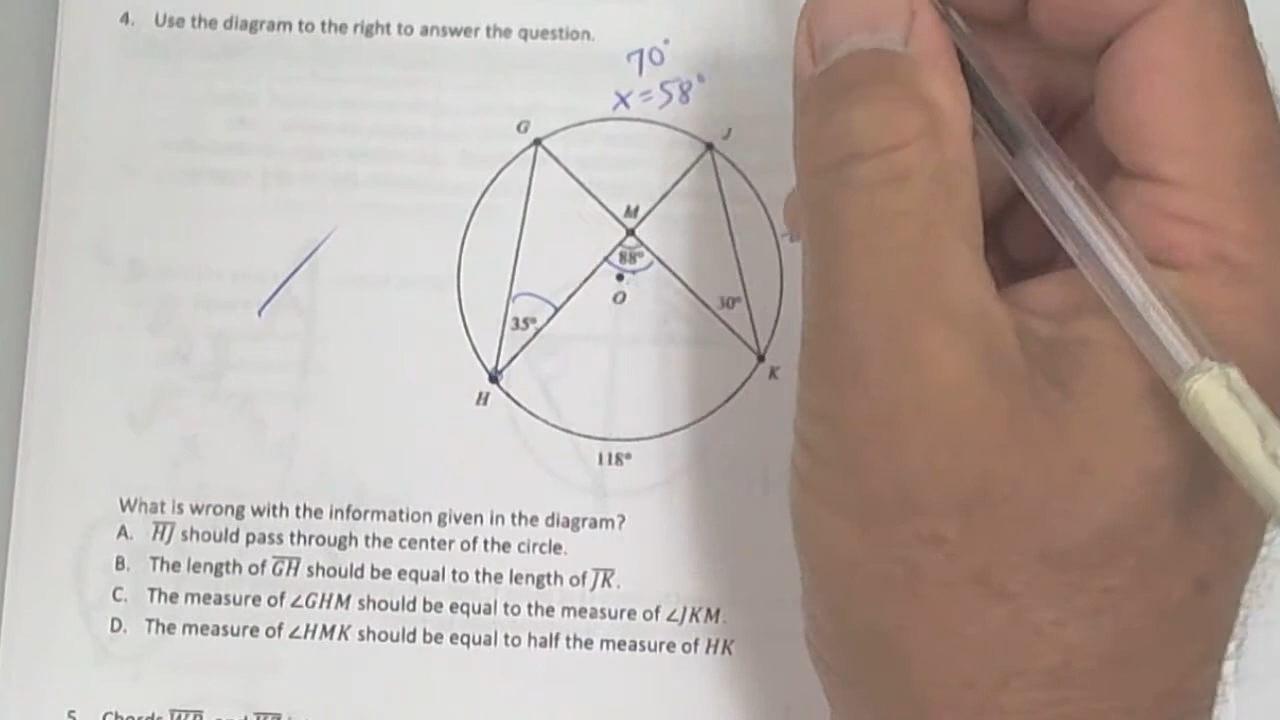 4. Use the diagram to the right to answer the question.
70°
x=58°
G
J
M
88°
O
30°
35°
K
H
118°
What is wrong with the information given in the diagram?
A. HJ should pass through the center of the circle.
B. The length of GH should be equal to the length of JK.
C. The measure of ∠GHM should be equal to the measure of ∠JKM.
D. The measure of ∠HMK should be equal to half the measure of HK
5. Chords and